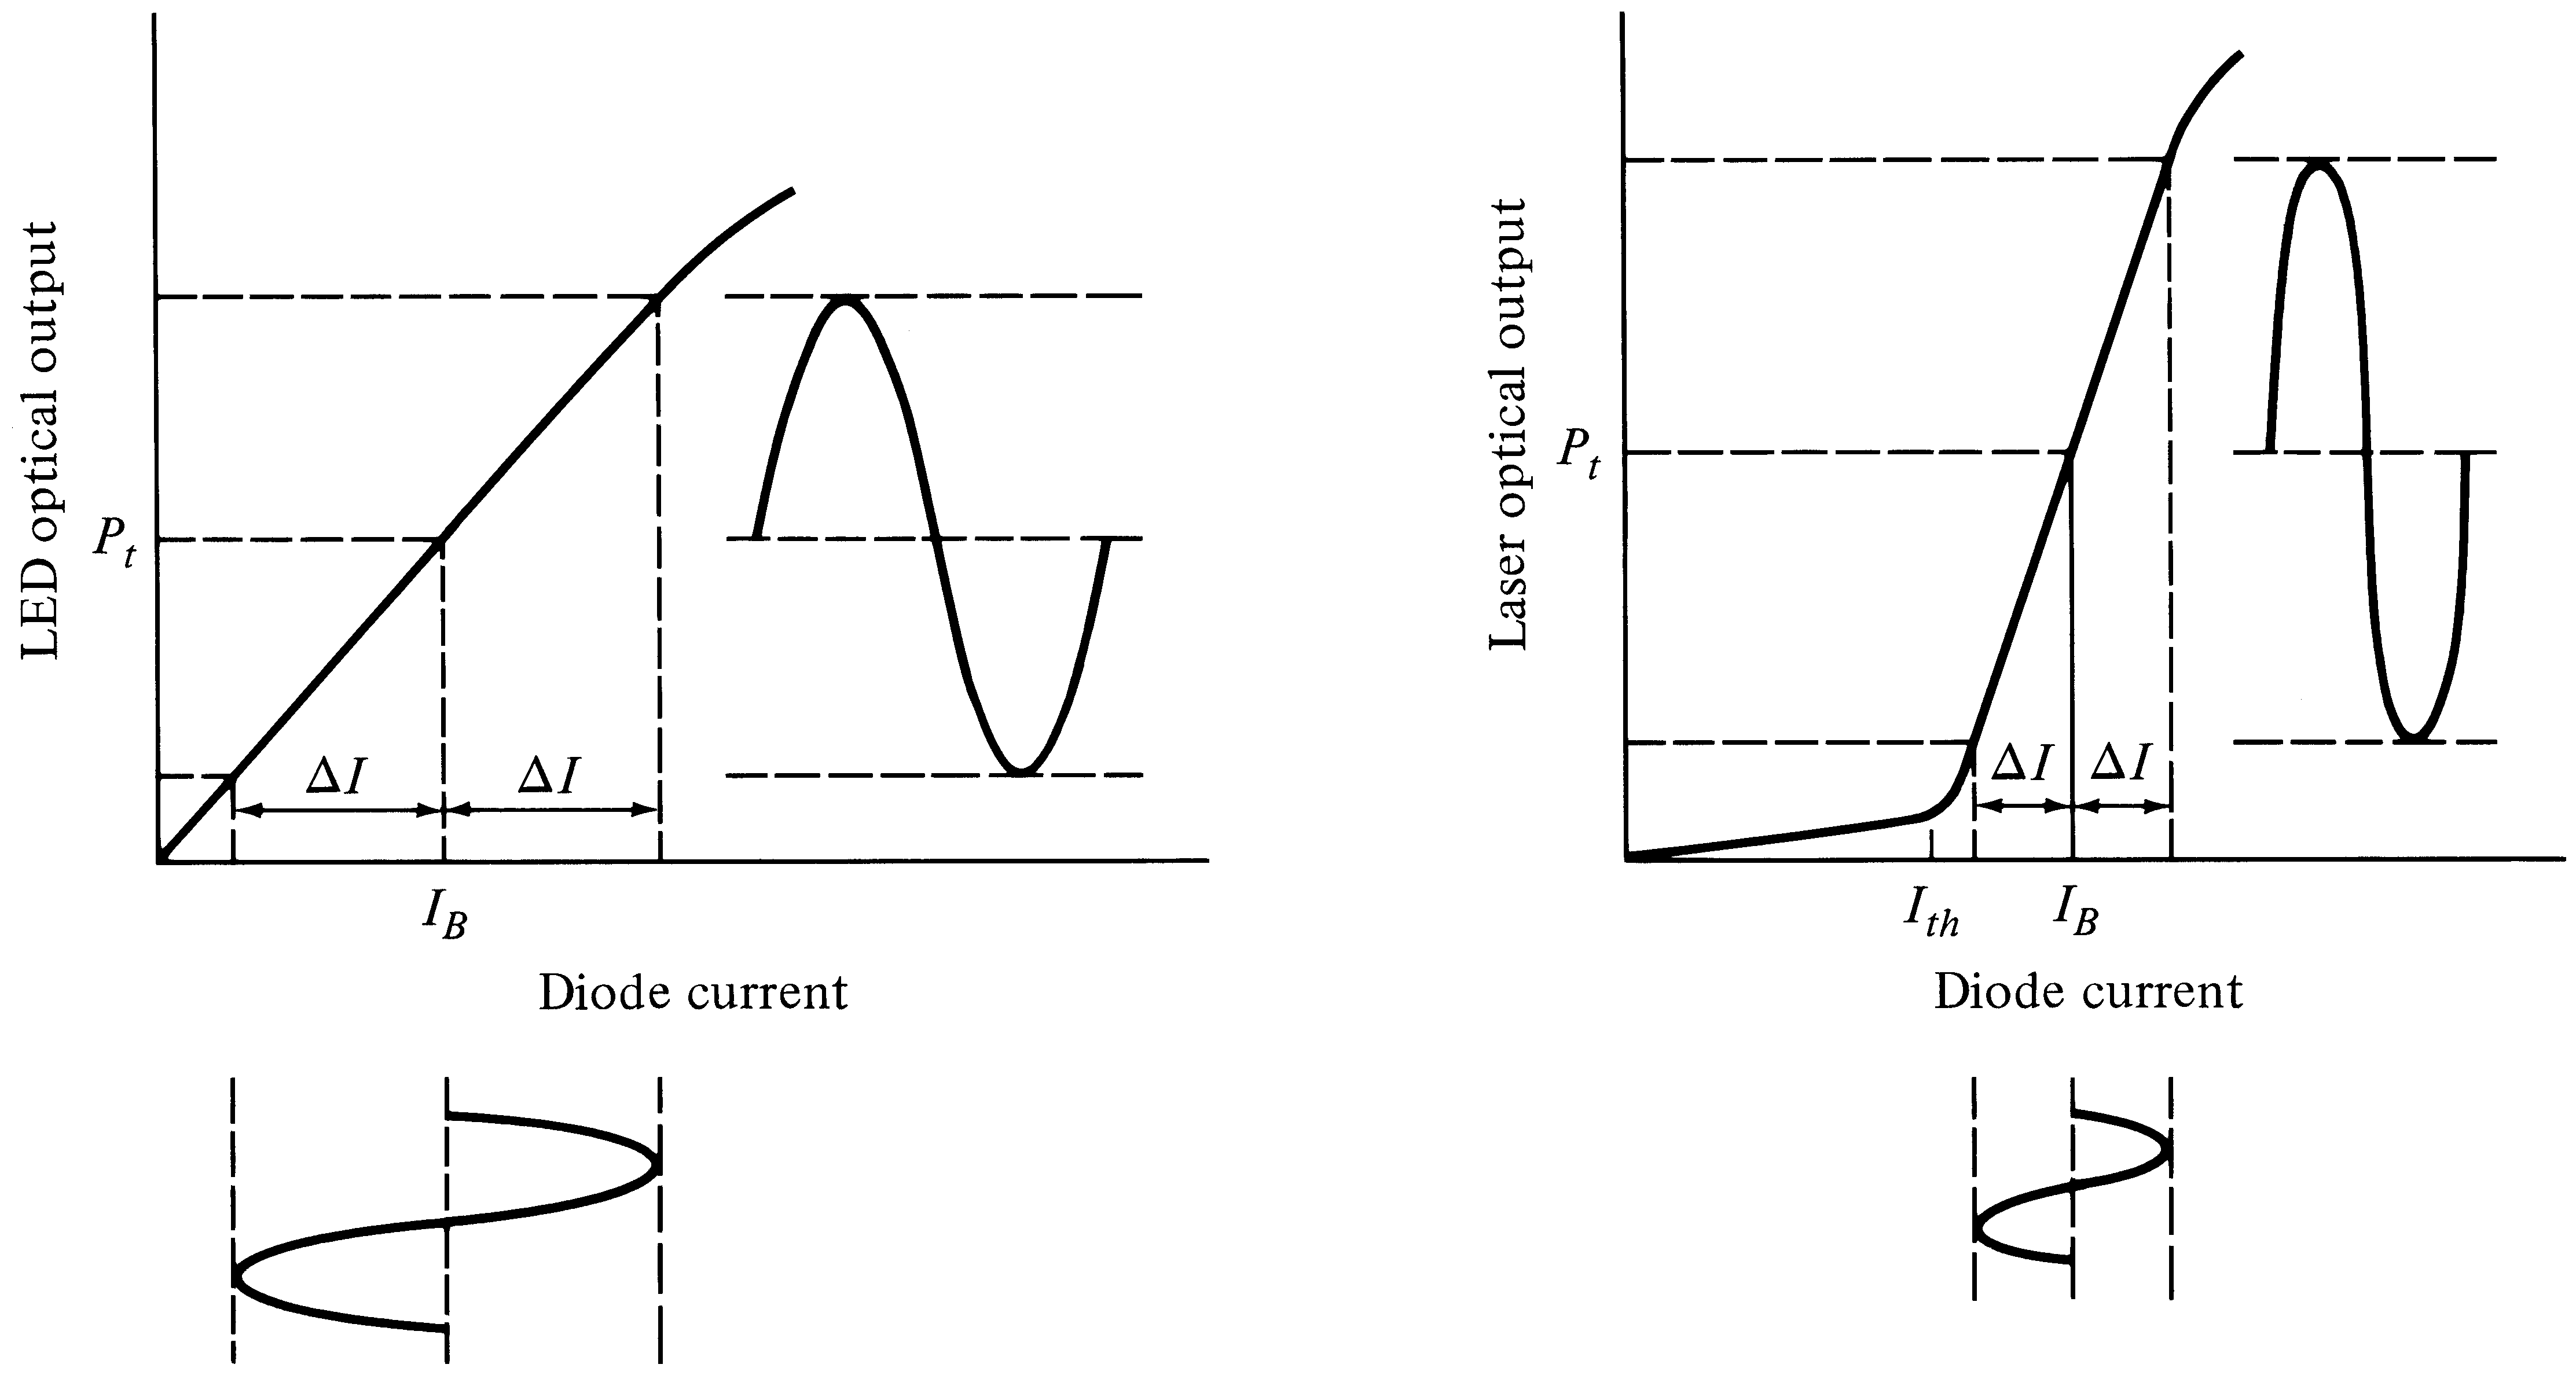 LED optical output
P_t
ΔI ΔI
I_B
Diode current
Laser optical output
P_t
ΔI ΔI
I_th I_B
Diode current